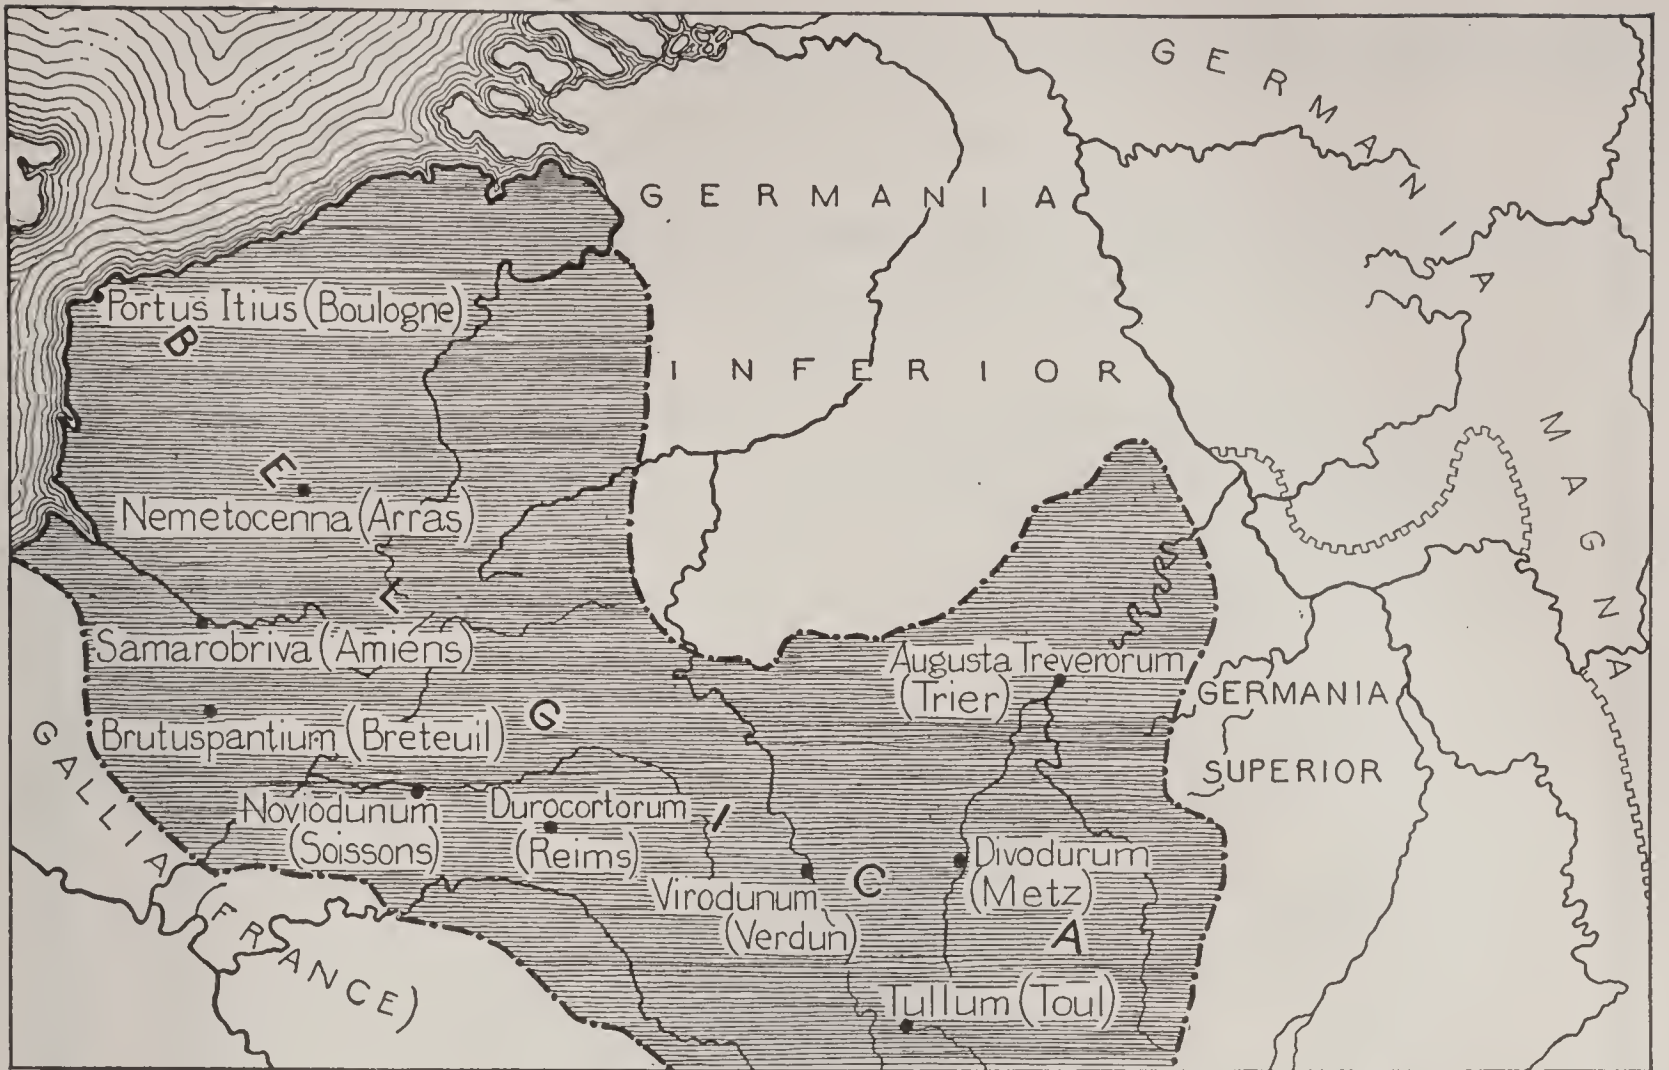 GERMANIA MAGNA
GERMANIA
INFERIOR
Portus Itius (Boulogne)
BELGICA
Nemetocenna (Arras)
Samarobriva (Amiens)
Augusta Treverorum
(Trier)
GERMANIA
SUPERIOR
Brutuspantium (Breteuil)
GALLIA
(FRANCE)
Noviodunum
(Soissons)
Durocortorum
(Reims)
Virodunum
(Verdun)
Divodurum
(Metz)
Tullum (Toul)